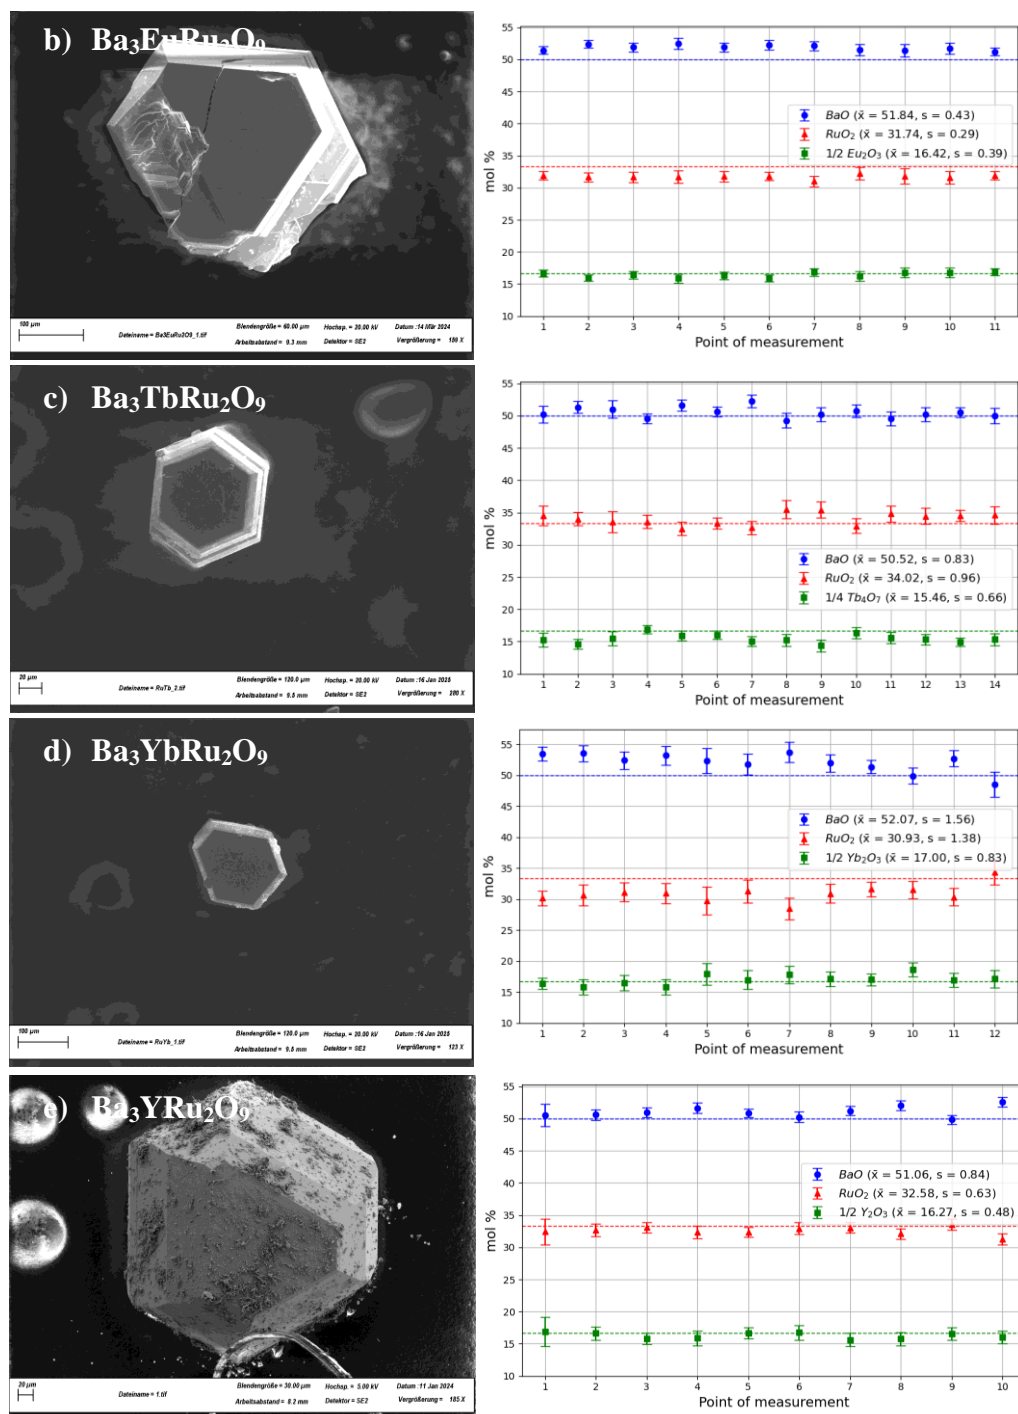 b) Ba₃EuRu₂O₉
100 µm
Dateiname = Ba3EuRu2O9_1.tif
Blendengröße = 60.00 µm Hochsp. = 20.00 kV Datum :14 Mär 2024
Arbeitsabstand = 9.3 mm Detektor = SE2 Vergrößerung = 150 X
55
50
45
40
35
30
25
20
15
10
mol %
BaO (x̄ = 51.84, s = 0.43)
RuO₂ (x̄ = 31.74, s = 0.29)
1/2 Eu₂O₃ (x̄ = 16.42, s = 0.39)
1 2 3 4 5 6 7 8 9 10 11
Point of measurement
c) Ba₃TbRu₂O₉
20 µm
Dateiname = RuTb_2.tif
Blendengröße = 120.0 µm Hochsp. = 20.00 kV Datum :16 Jan 2025
Arbeitsabstand = 9.5 mm Detektor = SE2 Vergrößerung = 200 X
55
50
45
40
35
30
25
20
15
10
mol %
BaO (x̄ = 50.52, s = 0.83)
RuO₂ (x̄ = 34.02, s = 0.96)
1/4 Tb₄O₇ (x̄ = 15.46, s = 0.66)
1 2 3 4 5 6 7 8 9 10 11 12 13 14
Point of measurement
d) Ba₃YbRu₂O₉
100 µm
Dateiname = RuYb_1.tif
Blendengröße = 120.0 µm Hochsp. = 20.00 kV Datum :16 Jan 2025
Arbeitsabstand = 9.5 mm Detektor = SE2 Vergrößerung = 123 X
55
50
45
40
35
30
25
20
15
10
mol %
BaO (x̄ = 52.07, s = 1.56)
RuO₂ (x̄ = 30.93, s = 1.38)
1/2 Yb₂O₃ (x̄ = 17.00, s = 0.83)
1 2 3 4 5 6 7 8 9 10 11 12
Point of measurement
e) Ba₃YRu₂O₉
20 µm
Dateiname = 1.tif
Blendengröße = 30.00 µm Hochsp. = 5.00 kV Datum :11 Jan 2024
Arbeitsabstand = 8.2 mm Detektor = SE2 Vergrößerung = 185 X
55
50
45
40
35
30
25
20
15
10
mol %
BaO (x̄ = 51.06, s = 0.84)
RuO₂ (x̄ = 32.58, s = 0.63)
1/2 Y₂O₃ (x̄ = 16.27, s = 0.48)
1 2 3 4 5 6 7 8 9 10
Point of measurement